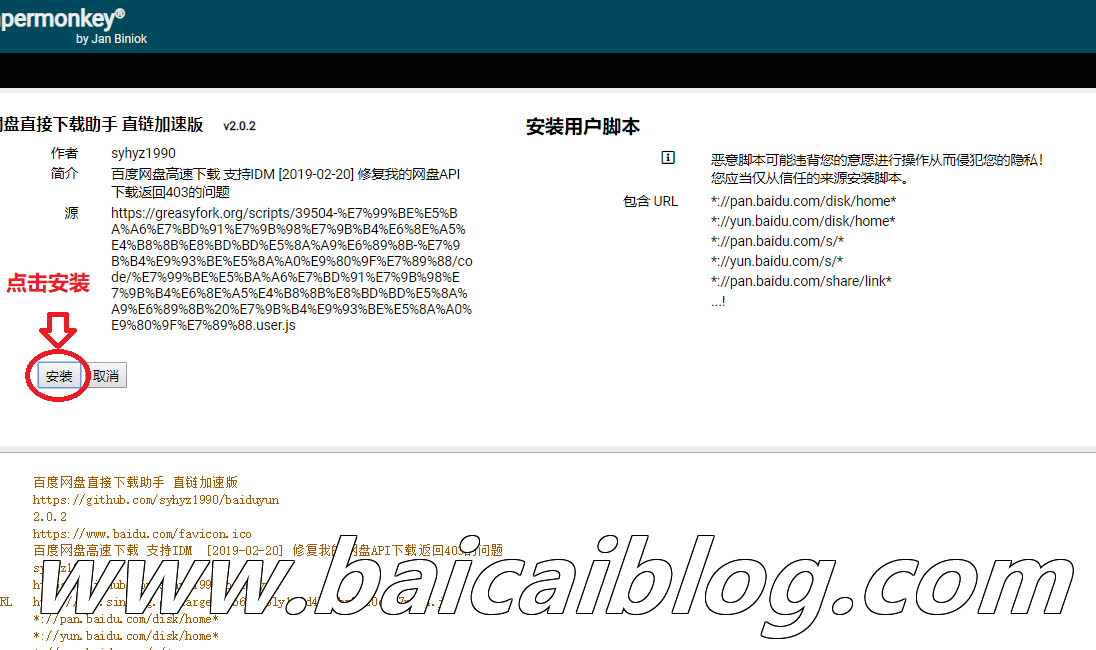 permonkey®
by Jan Biniok
盘直接下载助手 直链加速版 v2.0.2
作者 syhyz1990
简介 百度网盘高速下载 支持IDM [2019-02-20] 修复我的网盘API
下载返回403的问题
源 https://greasyfork.org/scripts/39504-%E7%99%BE%E5%B
A%A6%E7%BD%91%E7%9B%98%E7%9B%B4%E6%8E%A5%
E4%B8%8B%E8%BD%BD%E5%8A%A9%E6%89%8B-%E7%9
B%B4%E9%93%BE%E5%8A%A0%E9%80%9F%E7%89%88/co
de/%E7%99%BE%E5%BA%A6%E7%BD%91%E7%9B%98%E
7%9B%B4%E6%8E%A5%E4%B8%8B%E8%BD%BD%E5%8A%
A9%E6%89%8B%20%E7%9B%B4%E9%93%BE%E5%8A%A0%
E9%80%9F%E7%89%88.user.js
点击安装
安装 取消
安装用户脚本
恶意脚本可能违背您的意愿进行操作从而侵犯您的隐私！
您应当仅从信任的来源安装脚本。
包含 URL *://pan.baidu.com/disk/home*
*://yun.baidu.com/disk/home*
*://pan.baidu.com/s/*
*://yun.baidu.com/s/*
*://pan.baidu.com/share/link*
...!
百度网盘直接下载助手 直链加速版
https://github.com/syhyz1990/baiduyun
2.0.2
https://www.baidu.com/favicon.ico
百度网盘高速下载 支持IDM [2019-02-20] 修复我的网盘API下载返回403的问题
www.baicaiblog.com
RL
*://pan.baidu.com/disk/home*
*://yun.baidu.com/disk/home*